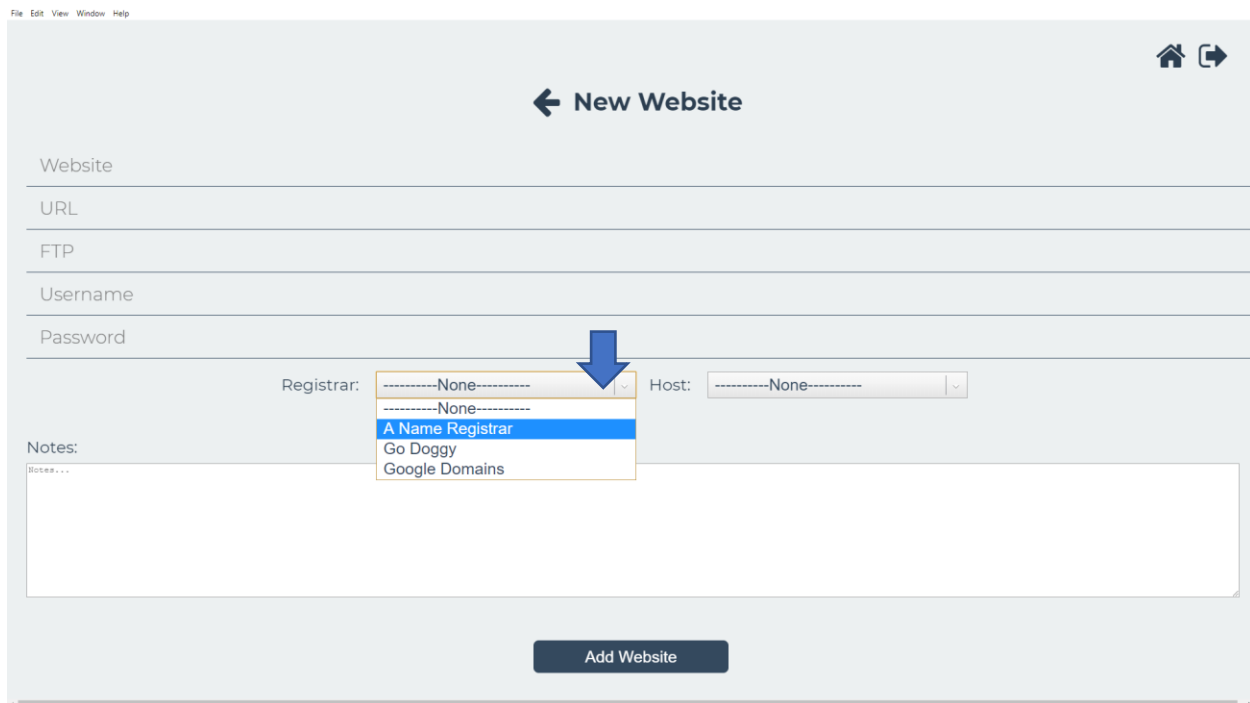 File Edit View Window Help
New Website
Website
URL
FTP
Username
Password
Registrar: ----------None---------- Host: ----------None----------
----------None----------
A Name Registrar
Go Doggy
Google Domains
Notes:
Notes...
Add Website